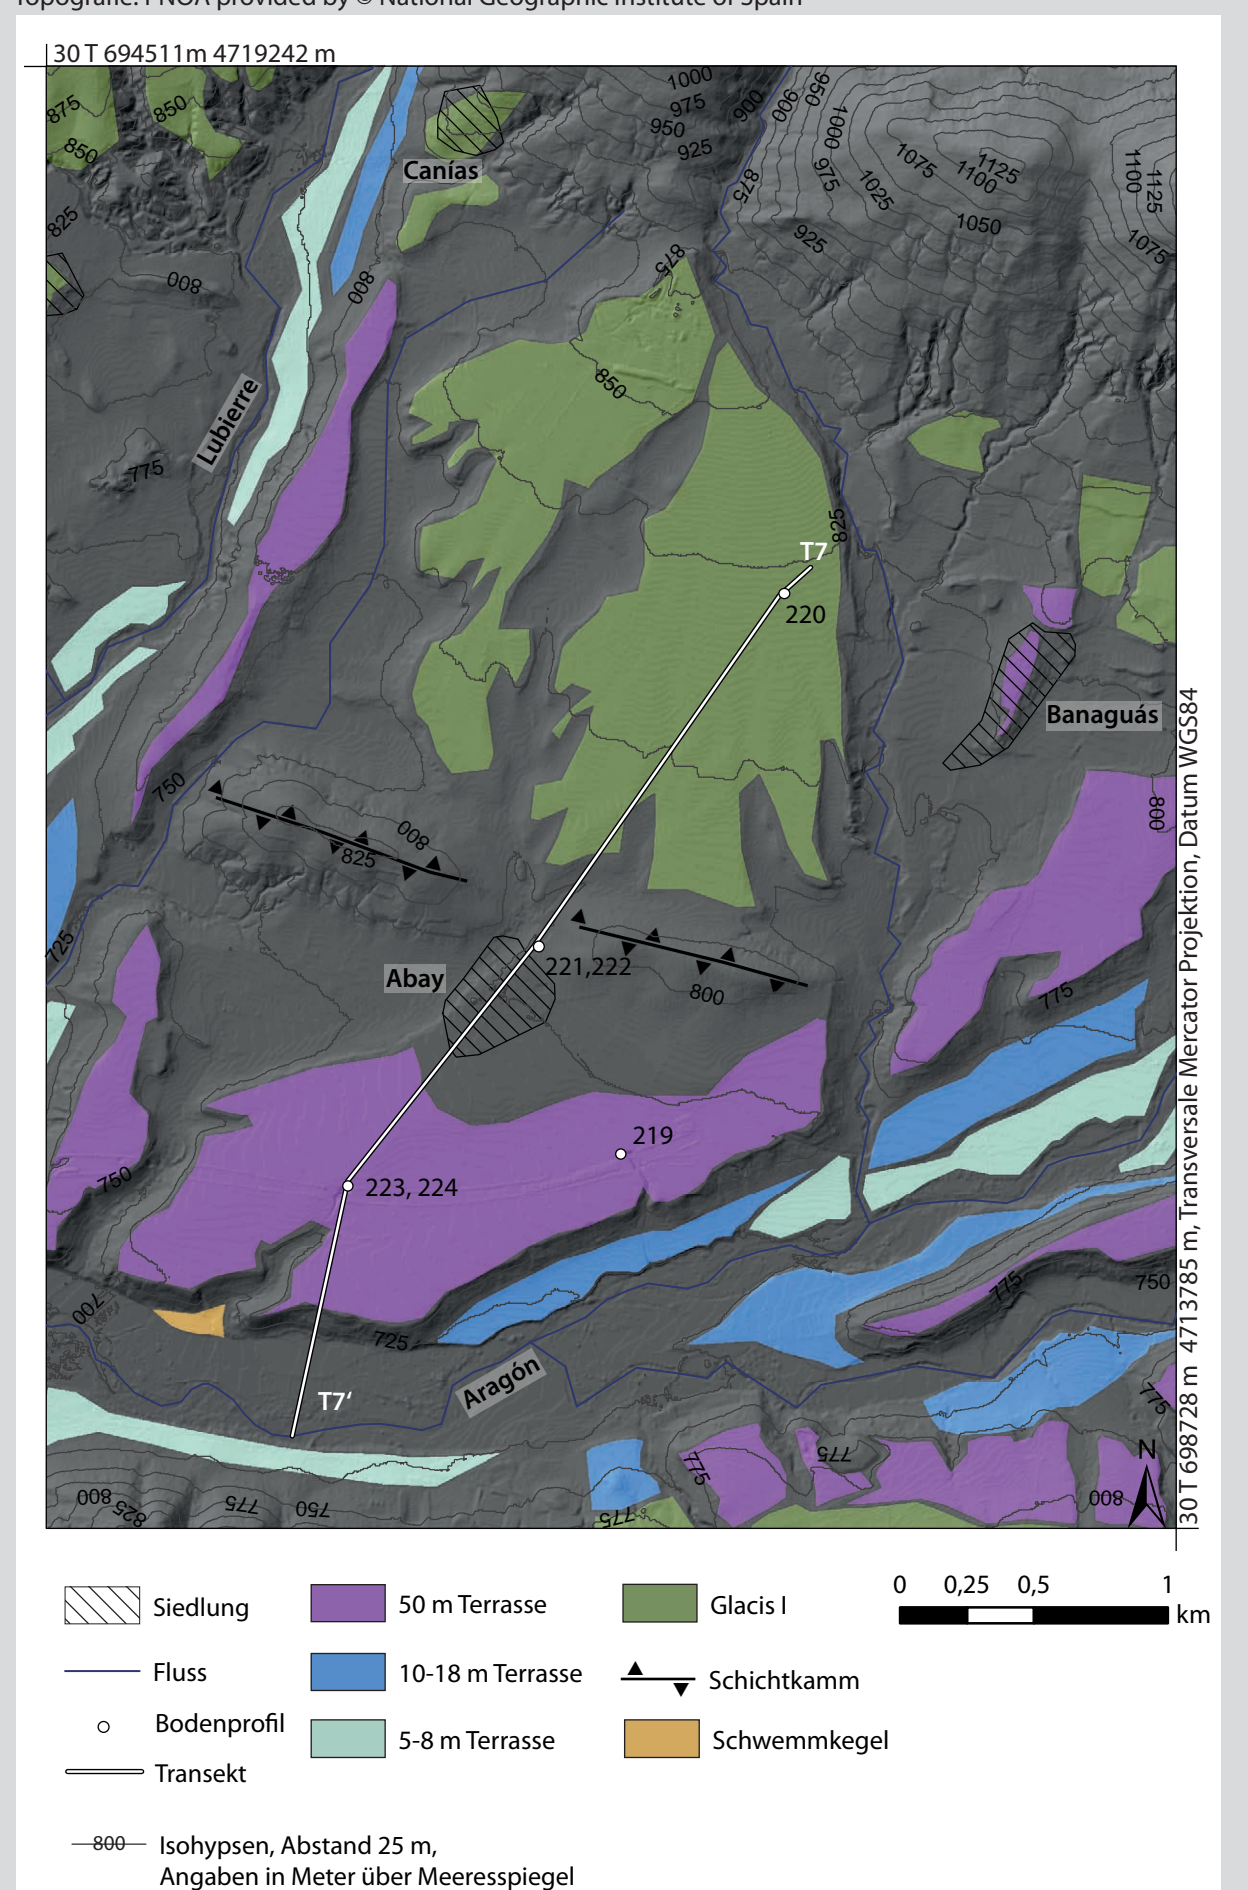 Topografie: PNOA provided by © National Geographic Institute of Spain
30 T 694511m 4719242 m
875
850
850
825
800
Canías
800
1000
975
950
925
900
900
950
1000
975
875
925
1025
1075
1100
1125
1050
1100
1125
1075
875
850
Lubierre
775
825
T7
220
Banaguás
750
800
825
800
725
Abay
221,222
800
775
750
219
223, 224
700
725
T7‘
Aragón
775
750
775
775
775
800
N
800
825
775
750
775
30 T 698728 m 4713785 m, Transversale Mercator Projektion, Datum WGS84
Siedlung
50 m Terrasse
Glacis I
0 0,25 0,5 1
km
Fluss
10-18 m Terrasse
Schichtkamm
Bodenprofil
5-8 m Terrasse
Schwemmkegel
Transekt
800
Isohypsen, Abstand 25 m,
Angaben in Meter über Meeresspiegel